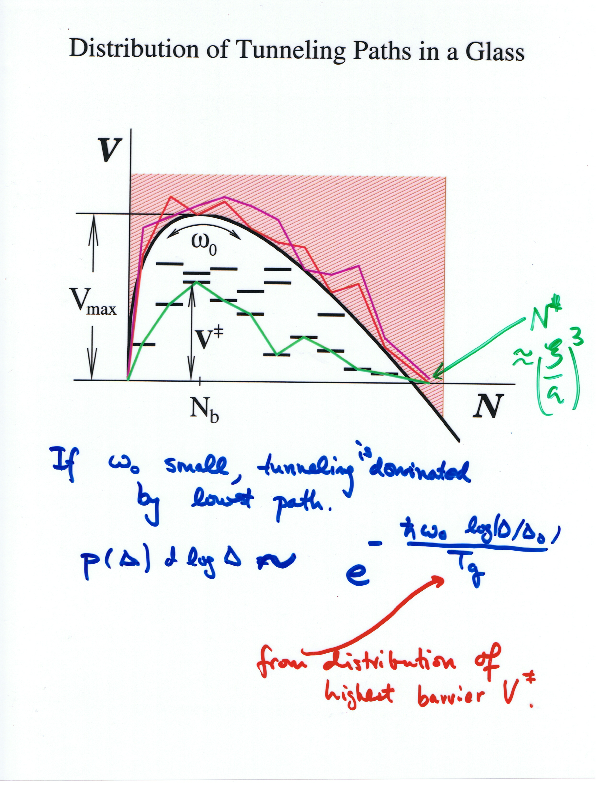 Distribution of Tunneling Paths in a Glass
V
ω₀
Vmax
V‡
N_b
N
N*
≈ (ξ/a)³
If ω₀ small, tunneling is dominated
by lowest path.
p(Δ) d log Δ ~ e^{- ħω₀ log(Δ/Δ₀) / Tg}
from distribution of
highest barrier V‡.